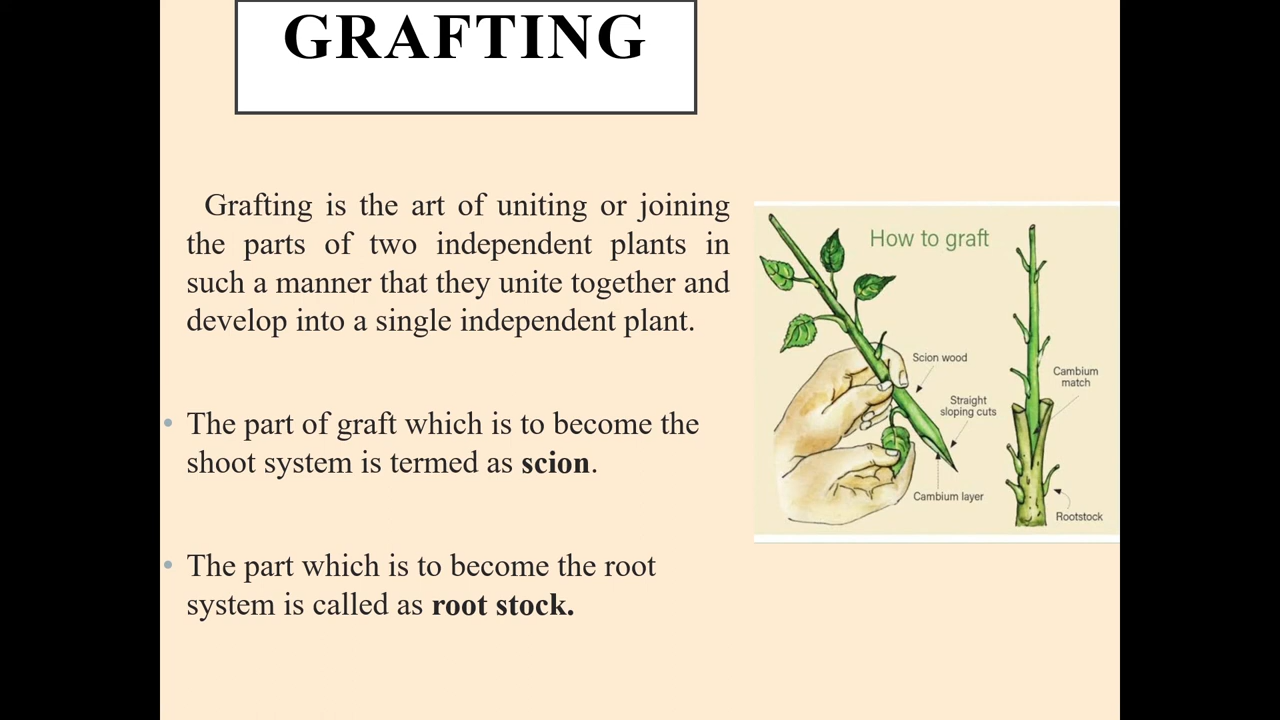 GRAFTING
Grafting is the art of uniting or joining
the parts of two independent plants in
such a manner that they unite together and
develop into a single independent plant.
• The part of graft which is to become the
shoot system is termed as scion.
• The part which is to become the root
system is called as root stock.
How to graft
Scion wood
Straight
sloping cuts
Cambium layer
Cambium
match
Rootstock